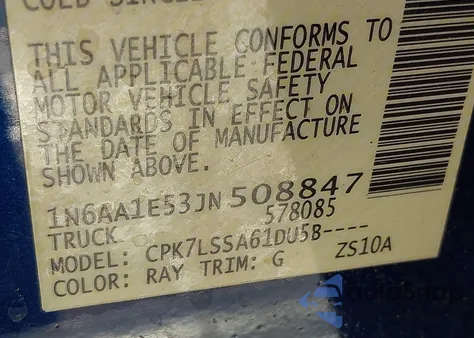 COLD
THIS VEHICLE CONFORMS TO
ALL APPLICABLE FEDERAL
MOTOR VEHICLE SAFETY
STANDARDS IN EFFECT ON
THE DATE OF MANUFACTURE
SHOWN ABOVE.
1N6AA1E53JN508847
578085
TRUCK
MODEL: CPK7LSSA61DU5B----
COLOR: RAY TRIM: G ZS10A